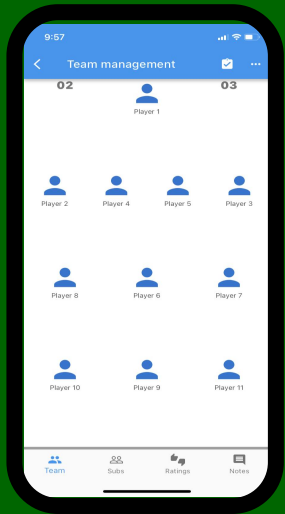 9:57
Team management
02 03
Player 1
Player 2 Player 4 Player 5 Player 3
Player 8 Player 6 Player 7
Player 10 Player 9 Player 11
Team Subs Ratings Notes